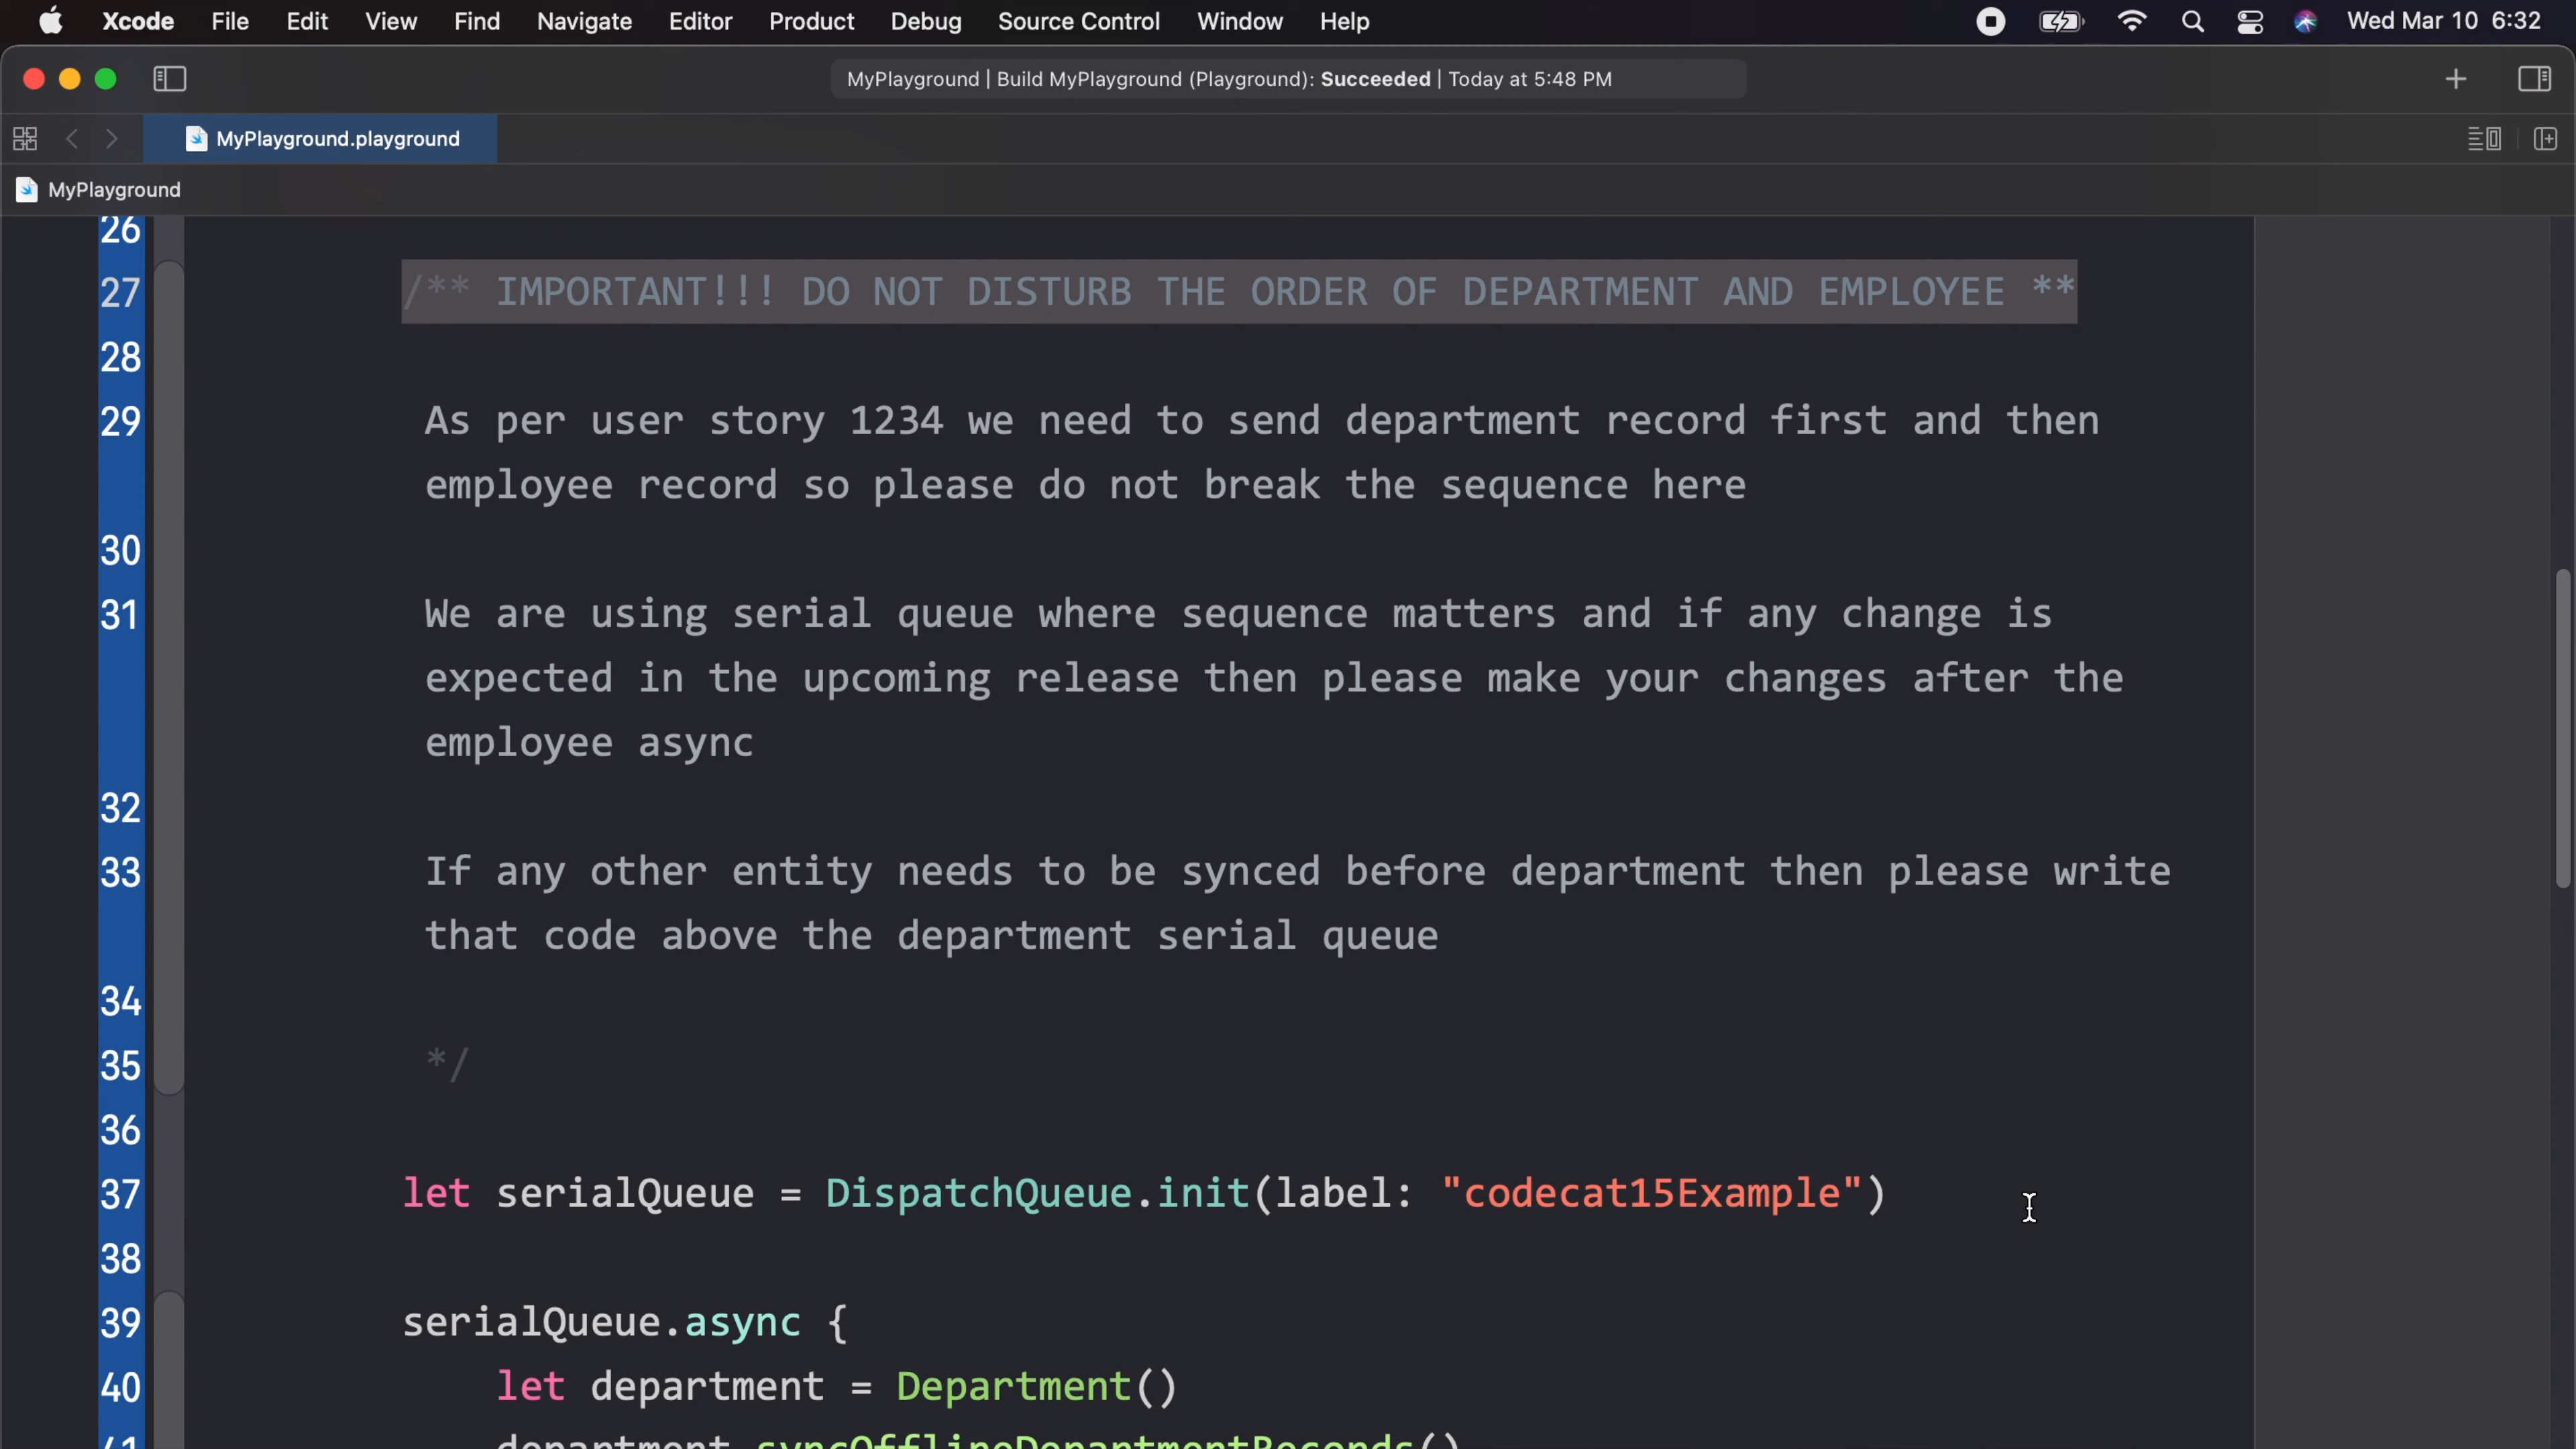 Xcode File Edit View Find Navigate Editor Product Debug Source Control Window Help Wed Mar 10 6:32
MyPlayground | Build MyPlayground (Playground): Succeeded | Today at 5:48 PM
MyPlayground.playground
MyPlayground
26
27 /** IMPORTANT!!! DO NOT DISTURB THE ORDER OF DEPARTMENT AND EMPLOYEE **
28
29 As per user story 1234 we need to send department record first and then
employee record so please do not break the sequence here
30
31 We are using serial queue where sequence matters and if any change is
expected in the upcoming release then please make your changes after the
employee async
32
33 If any other entity needs to be synced before department then please write
that code above the department serial queue
34
35 */
36
37 let serialQueue = DispatchQueue.init(label: "codecat15Example")
38
39 serialQueue.async {
40 let department = Department()
41 department.syncOfflineDepartmentRecords()